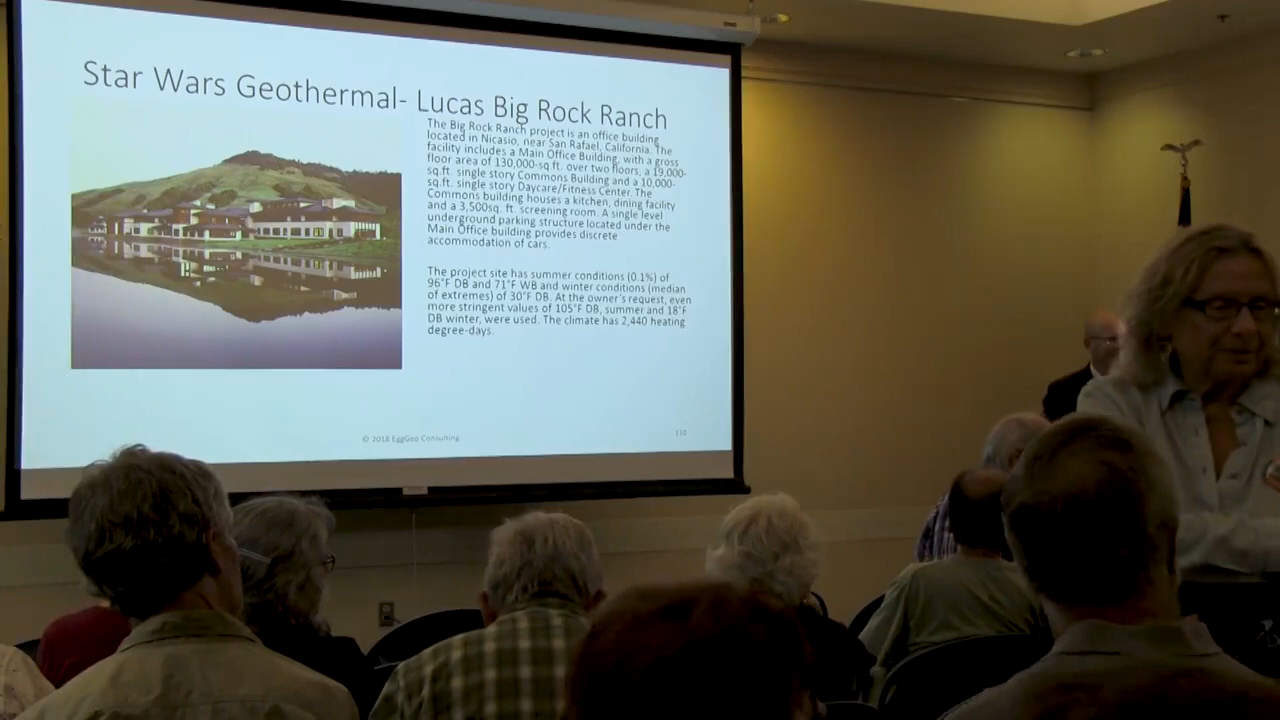 Star Wars Geothermal- Lucas Big Rock Ranch
The Big Rock Ranch project is an office building
located in Nicasio, near San Rafael, California. The
facility includes a Main Office Building, with a gross
floor area of 130,000-sq.ft. over two floors, a 19,000-
sq.ft. single story Commons Building and a 10,000-
sq.ft. single story Daycare/Fitness Center. The
Commons building houses a kitchen, dining facility
and a 3,500sq. ft. screening room. A single level
underground parking structure located under the
Main Office building provides discrete
accommodation of cars.
The project site has summer conditions (0.1%) of
96°F DB and 71°F WB and winter conditions (median
of extremes) of 30°F DB. At the owner's request, even
more stringent values of 105°F DB, summer and 18°F
DB winter, were used. The climate has 2,440 heating
degree-days.
© 2018 EggGeo Consulting
110